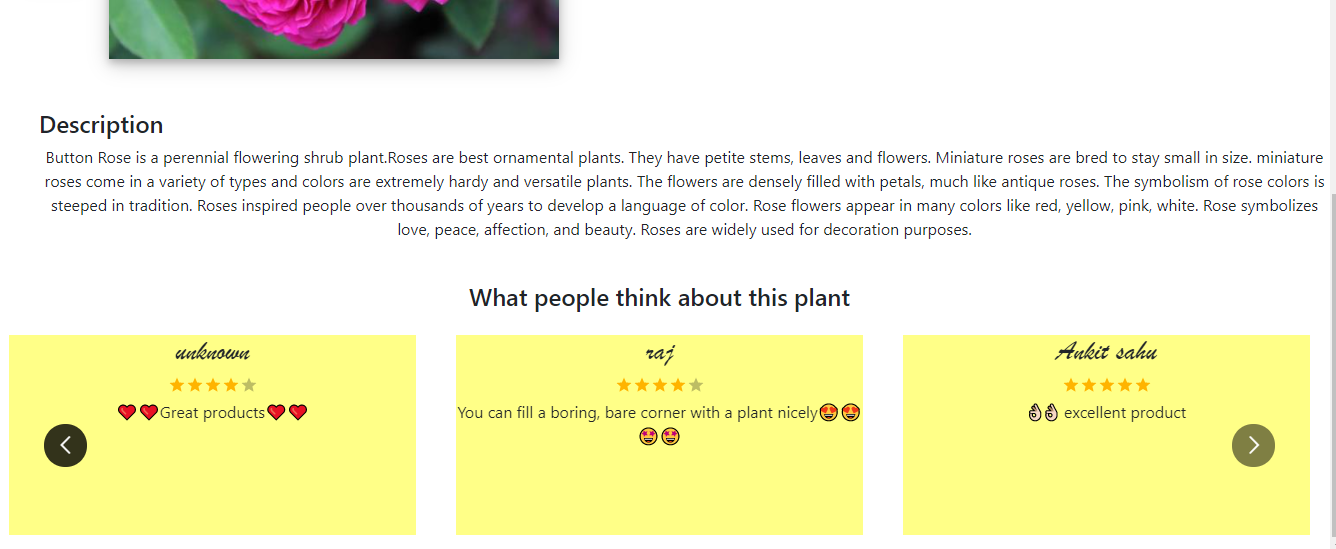 Description
Button Rose is a perennial flowering shrub plant.Roses are best ornamental plants. They have petite stems, leaves and flowers. Miniature roses are bred to stay small in size. miniature
roses come in a variety of types and colors are extremely hardy and versatile plants. The flowers are densely filled with petals, much like antique roses. The symbolism of rose colors is
steeped in tradition. Roses inspired people over thousands of years to develop a language of color. Rose flowers appear in many colors like red, yellow, pink, white. Rose symbolizes
love, peace, affection, and beauty. Roses are widely used for decoration purposes.
What people think about this plant
unknown
❤️❤️Great products❤️❤️
raj
You can fill a boring, bare corner with a plant nicely😍😍
🤩🤩
Ankit sahu
👌🏻👌🏻 excellent product